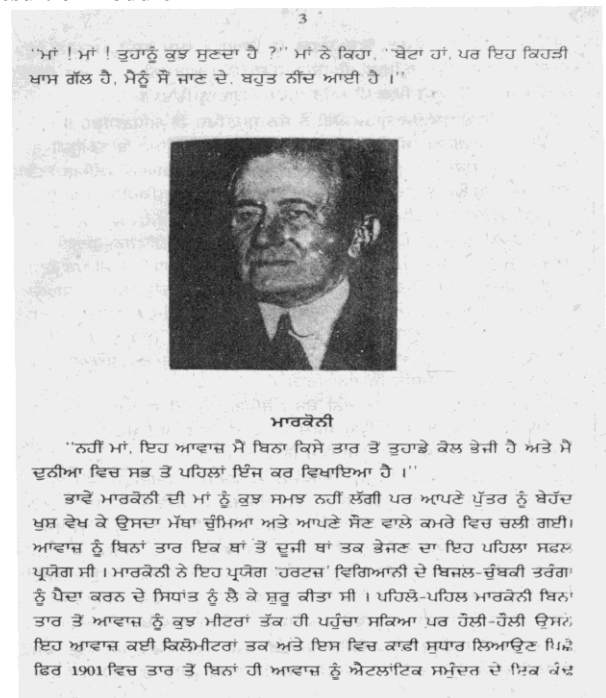 3
"ਮਾਂ ! ਮਾਂ ! ਤੁਹਾਨੂੰ ਕੁਝ ਸੁਣਦਾ ਹੈ ?" ਮਾਂ ਨੇ ਕਿਹਾ, "ਬੇਟਾ ਹਾਂ, ਪਰ ਇਹ ਕਿਹੜੀ
ਖਾਸ ਗੱਲ ਹੈ, ਮੈਨੂੰ ਸੌਂ ਜਾਣ ਦੇ, ਬਹੁਤ ਨੀਂਦ ਆਈ ਹੈ ।"
ਮਾਰਕੋਨੀ
"ਨਹੀਂ ਮਾਂ, ਇਹ ਆਵਾਜ਼ ਮੈਂ ਬਿਨਾ ਕਿਸੇ ਤਾਰ ਤੋਂ ਤੁਹਾਡੇ ਕੋਲ ਭੇਜੀ ਹੈ ਅਤੇ ਮੈਂ
ਦੁਨੀਆ ਵਿਚ ਸਭ ਤੋਂ ਪਹਿਲਾਂ ਇੰਜ ਕਰ ਵਿਖਾਇਆ ਹੈ ।"
ਭਾਵੇਂ ਮਾਰਕੋਨੀ ਦੀ ਮਾਂ ਨੂੰ ਕੁਝ ਸਮਝ ਨਹੀਂ ਲੱਗੀ ਪਰ ਆਪਣੇ ਪੁੱਤਰ ਨੂੰ ਬੇਹੱਦ
ਖੁਸ਼ ਵੇਖ ਕੇ ਉਸਦਾ ਮੱਥਾ ਚੁੰਮਿਆ ਅਤੇ ਆਪਣੇ ਸੌਣ ਵਾਲੇ ਕਮਰੇ ਵਿਚ ਚਲੀ ਗਈ।
ਆਵਾਜ਼ ਨੂੰ ਬਿਨਾਂ ਤਾਰ ਇਕ ਥਾਂ ਤੋਂ ਦੂਜੀ ਥਾਂ ਤਕ ਭੇਜਣ ਦਾ ਇਹ ਪਹਿਲਾ ਸਫਲ
ਪ੍ਰਯੋਗ ਸੀ । ਮਾਰਕੋਨੀ ਨੇ ਇਹ ਪ੍ਰਯੋਗ 'ਹਰਟਜ਼' ਵਿਗਿਆਨੀ ਦੇ ਬਿਜਲ-ਚੁੰਬਕੀ ਤਰੰਗਾਂ
ਨੂੰ ਪੈਦਾ ਕਰਨ ਦੇ ਸਿਧਾਂਤ ਨੂੰ ਲੈ ਕੇ ਸ਼ੁਰੂ ਕੀਤਾ ਸੀ । ਪਹਿਲੋ-ਪਹਿਲ ਮਾਰਕੋਨੀ ਬਿਨਾਂ
ਤਾਰ ਤੋਂ ਆਵਾਜ਼ ਨੂੰ ਕੁਝ ਮੀਟਰਾਂ ਤੱਕ ਹੀ ਪਹੁੰਚਾ ਸਕਿਆ ਪਰ ਹੌਲੀ-ਹੌਲੀ ਉਸਨੇ
ਇਹ ਆਵਾਜ਼ ਕਈ ਕਿਲੋਮੀਟਰਾਂ ਤਕ ਅਤੇ ਇਸ ਵਿਚ ਕਾਫੀ ਸੁਧਾਰ ਲਿਆਉਣ ਪਿਛੋਂ
ਫਿਰ 1901 ਵਿਚ ਤਾਰ ਤੋਂ ਬਿਨਾਂ ਹੀ ਆਵਾਜ਼ ਨੂੰ ਐਟਲਾਂਟਿਕ ਸਮੁੰਦਰ ਦੇ ਇਕ ਕੰਢੇ